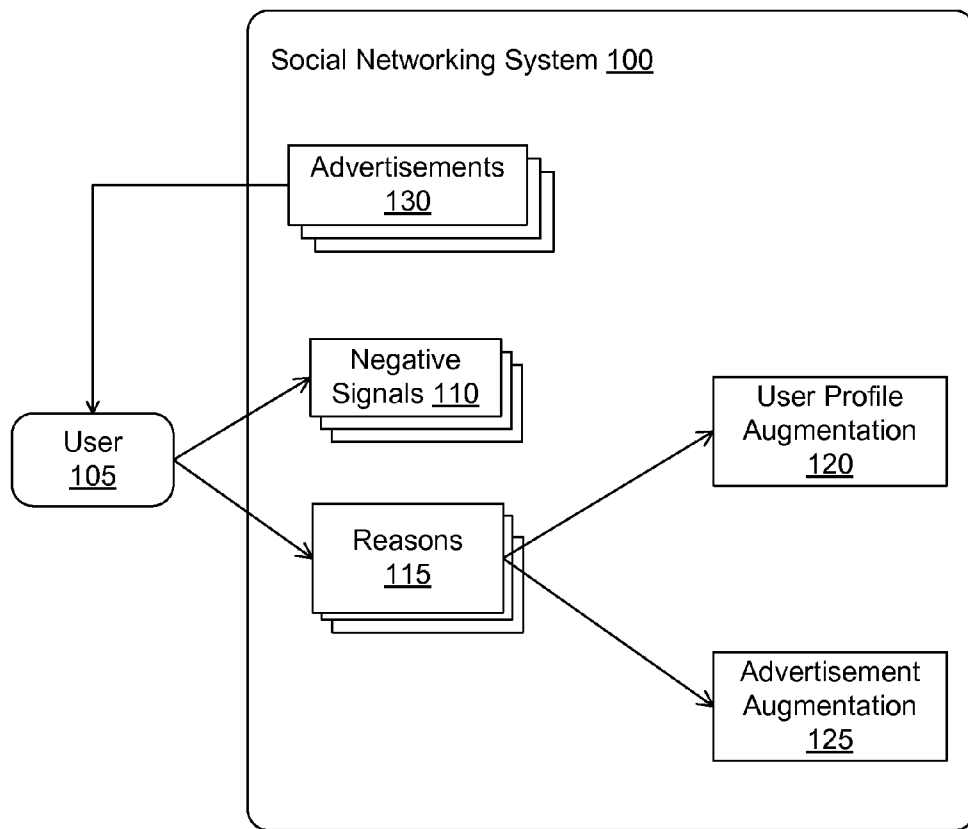 Social Networking System 100
Advertisements
130
Negative
Signals 110
User
105
Reasons
115
User Profile
Augmentation
120
Advertisement
Augmentation
125